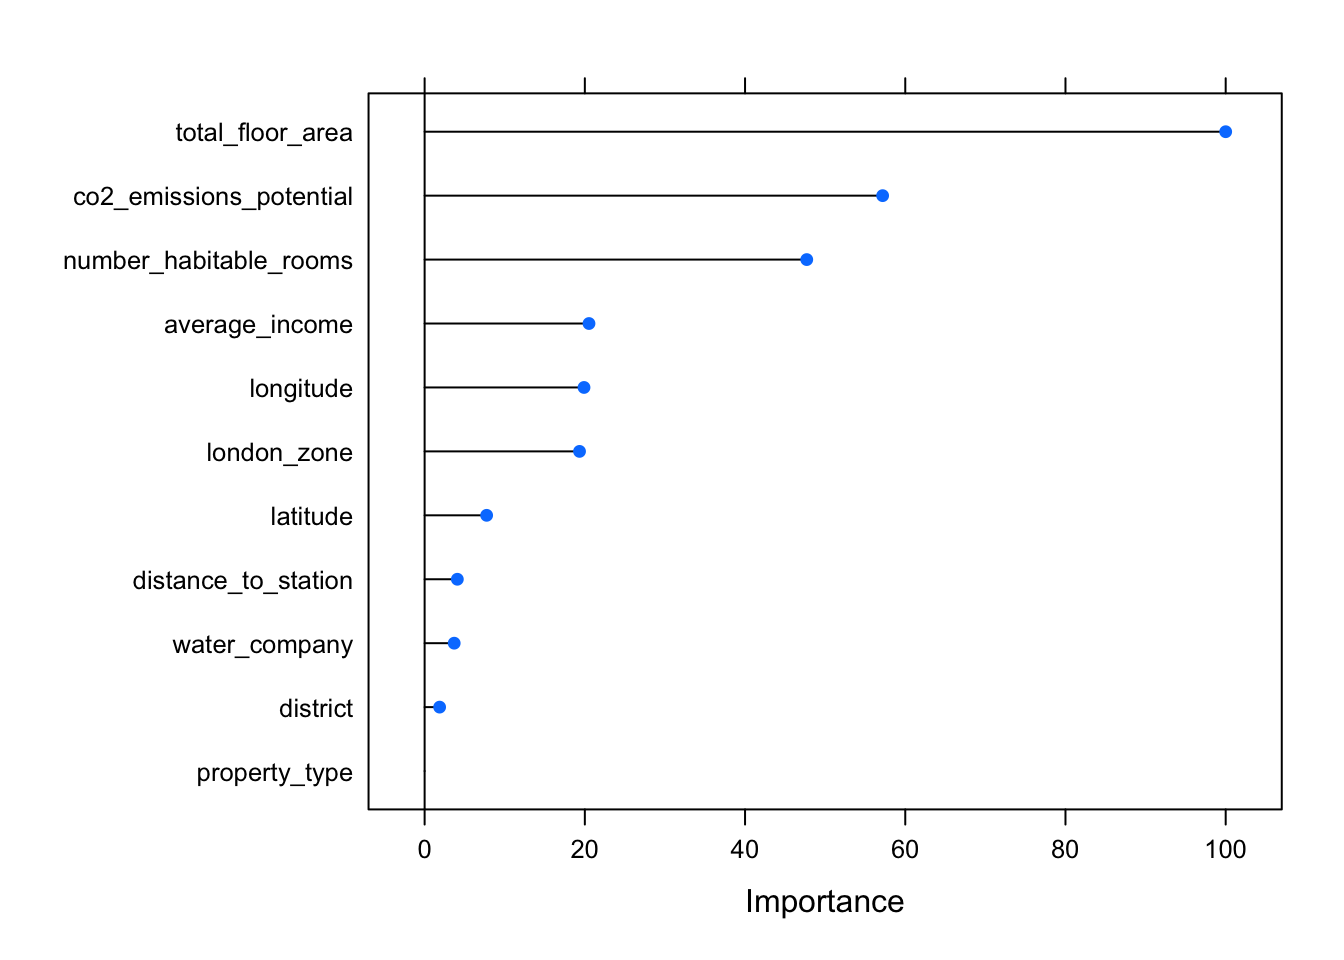 total_floor_area
co2_emissions_potential
number_habitable_rooms
average_income
longitude
london_zone
latitude
distance_to_station
water_company
district
property_type
0 20 40 60 80 100
Importance